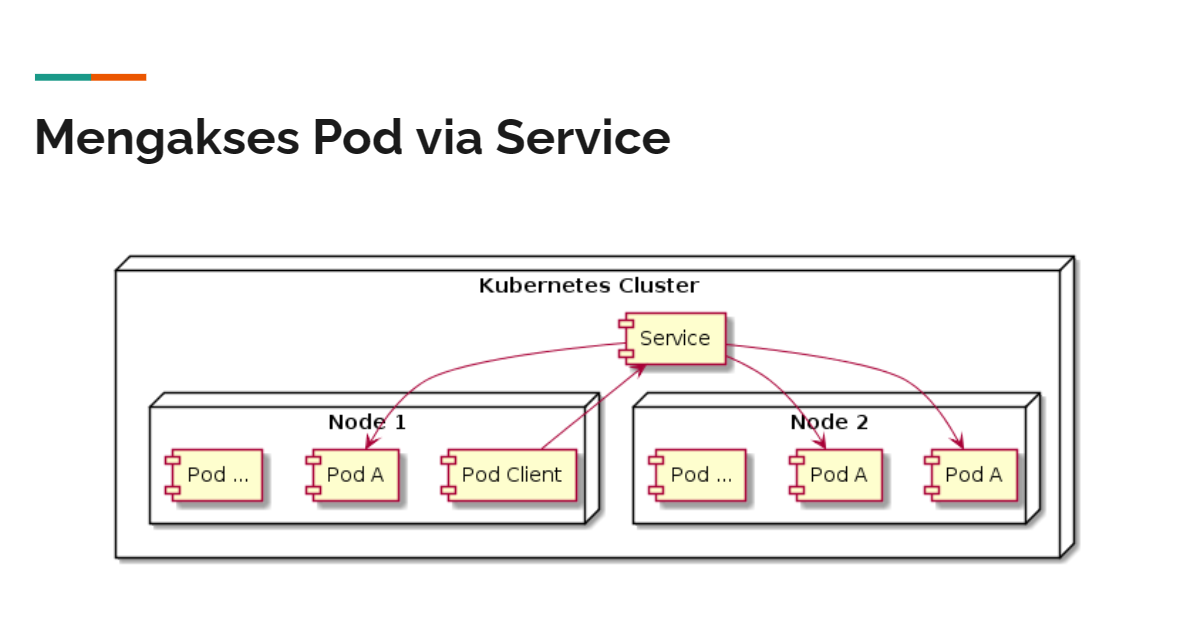 Mengakses Pod via Service
Kubernetes Cluster
Service
Node 1
Node 2
Pod ...
Pod A
Pod Client
Pod ...
Pod A
Pod A